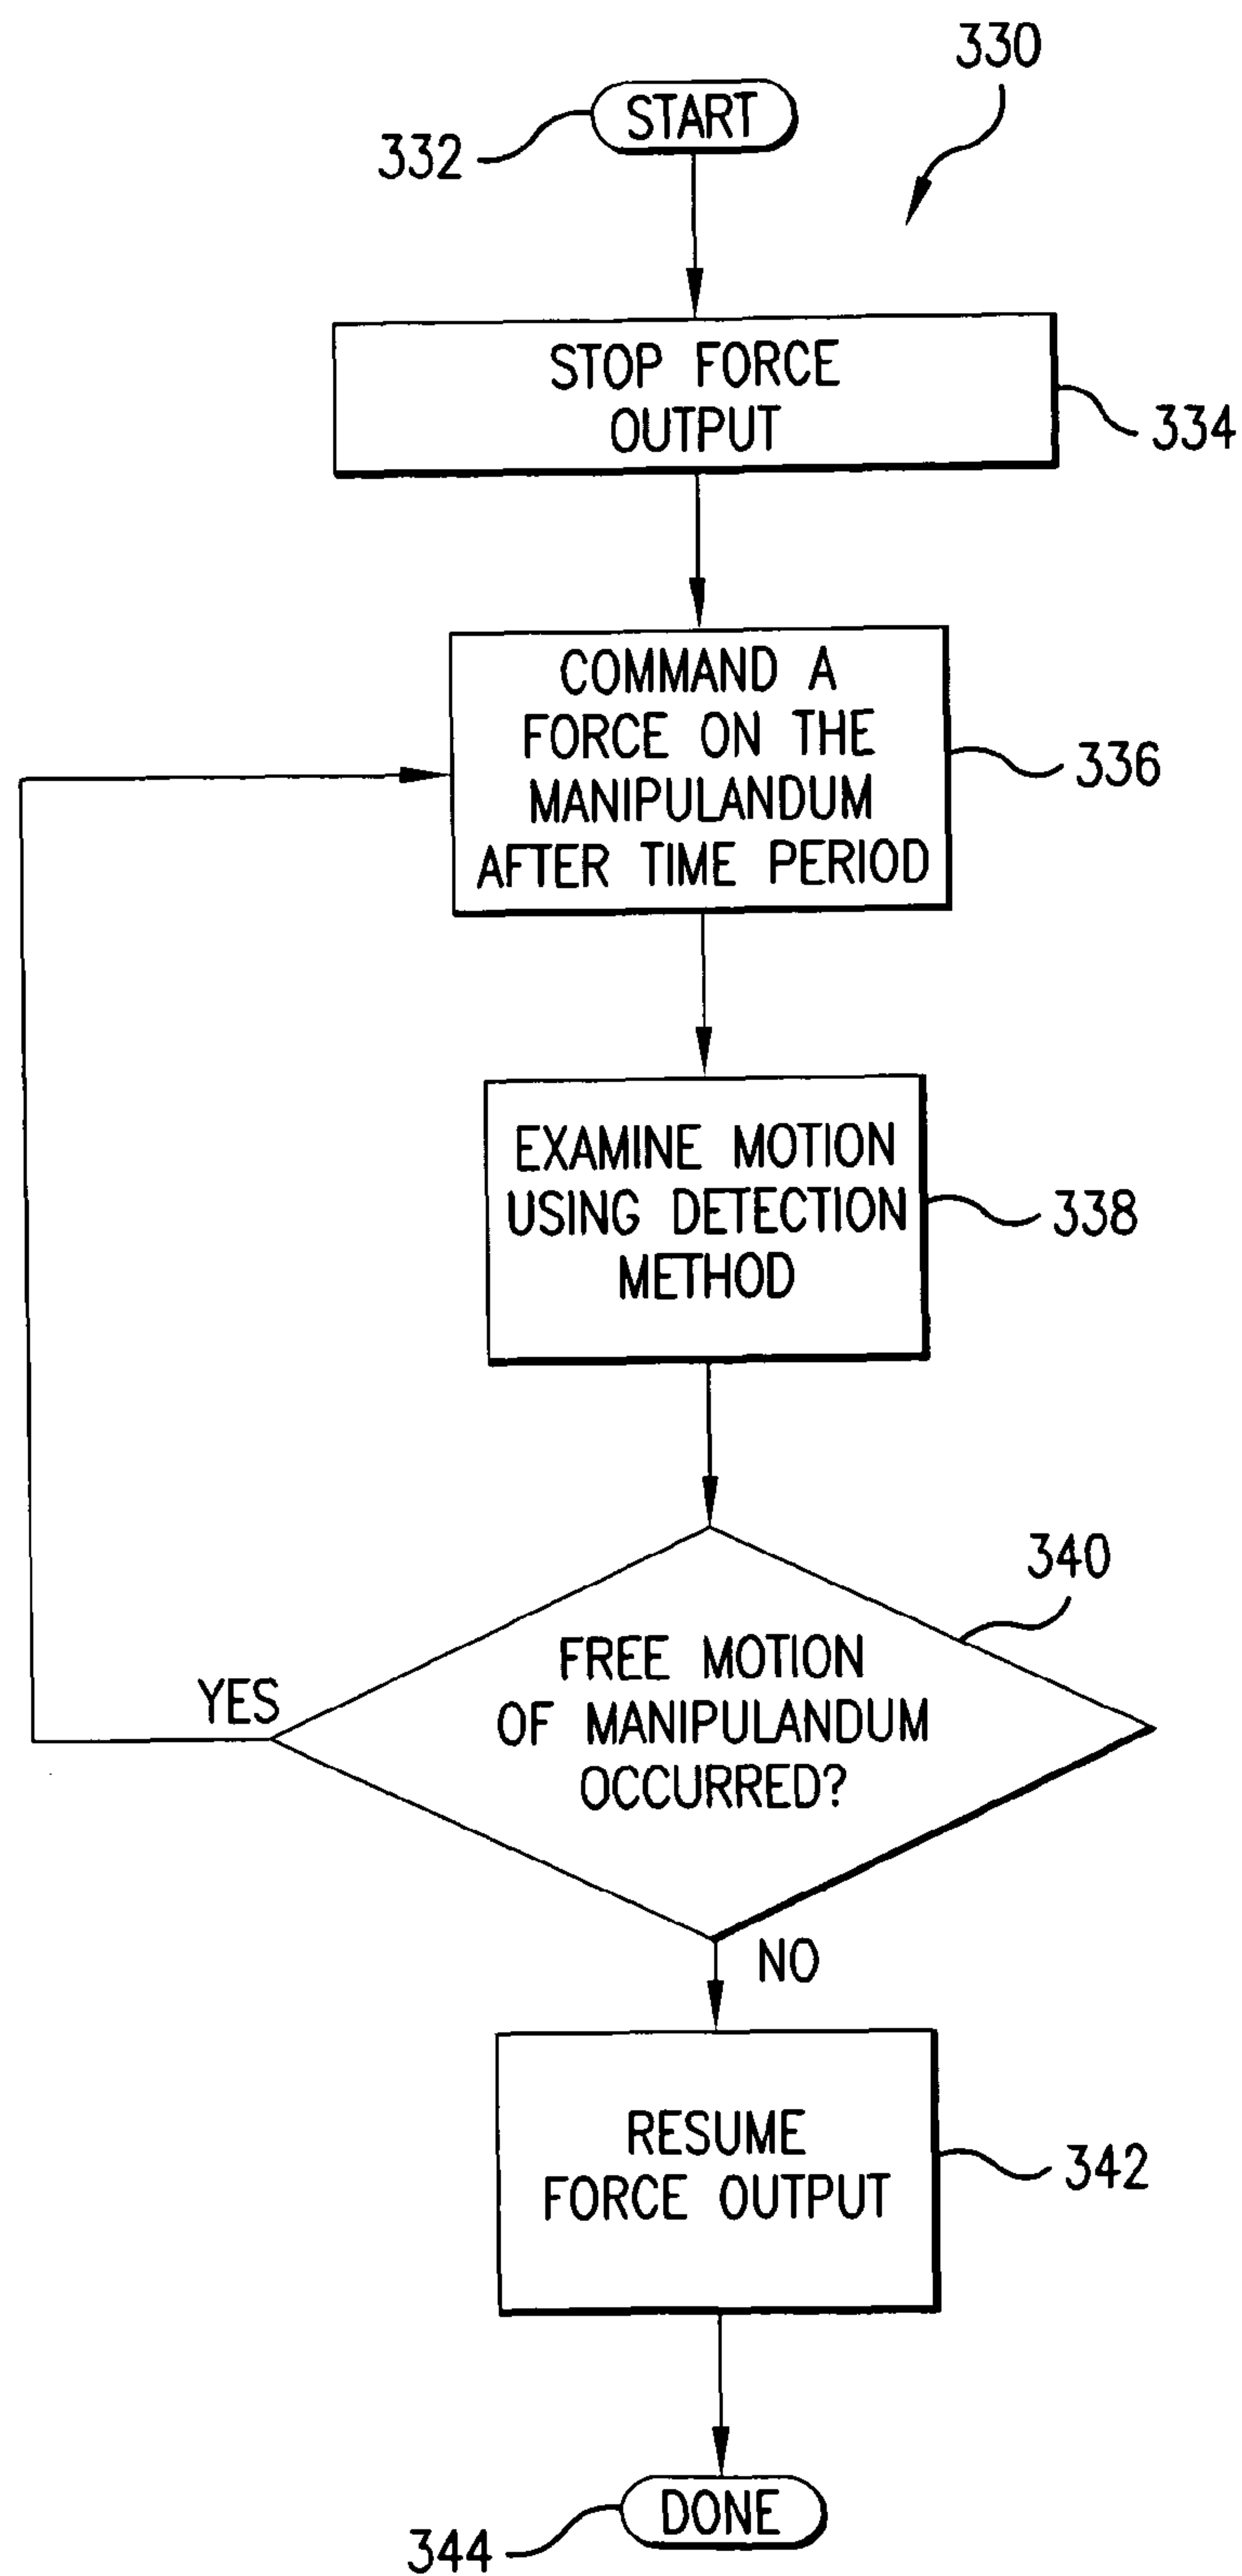 330
START
332
STOP FORCE
OUTPUT
334
COMMAND A
FORCE ON THE
MANIPULANDUM
AFTER TIME PERIOD
336
EXAMINE MOTION
USING DETECTION
METHOD
338
340
FREE MOTION
OF MANIPULANDUM
OCCURRED?
YES
NO
RESUME
FORCE OUTPUT
342
DONE
344